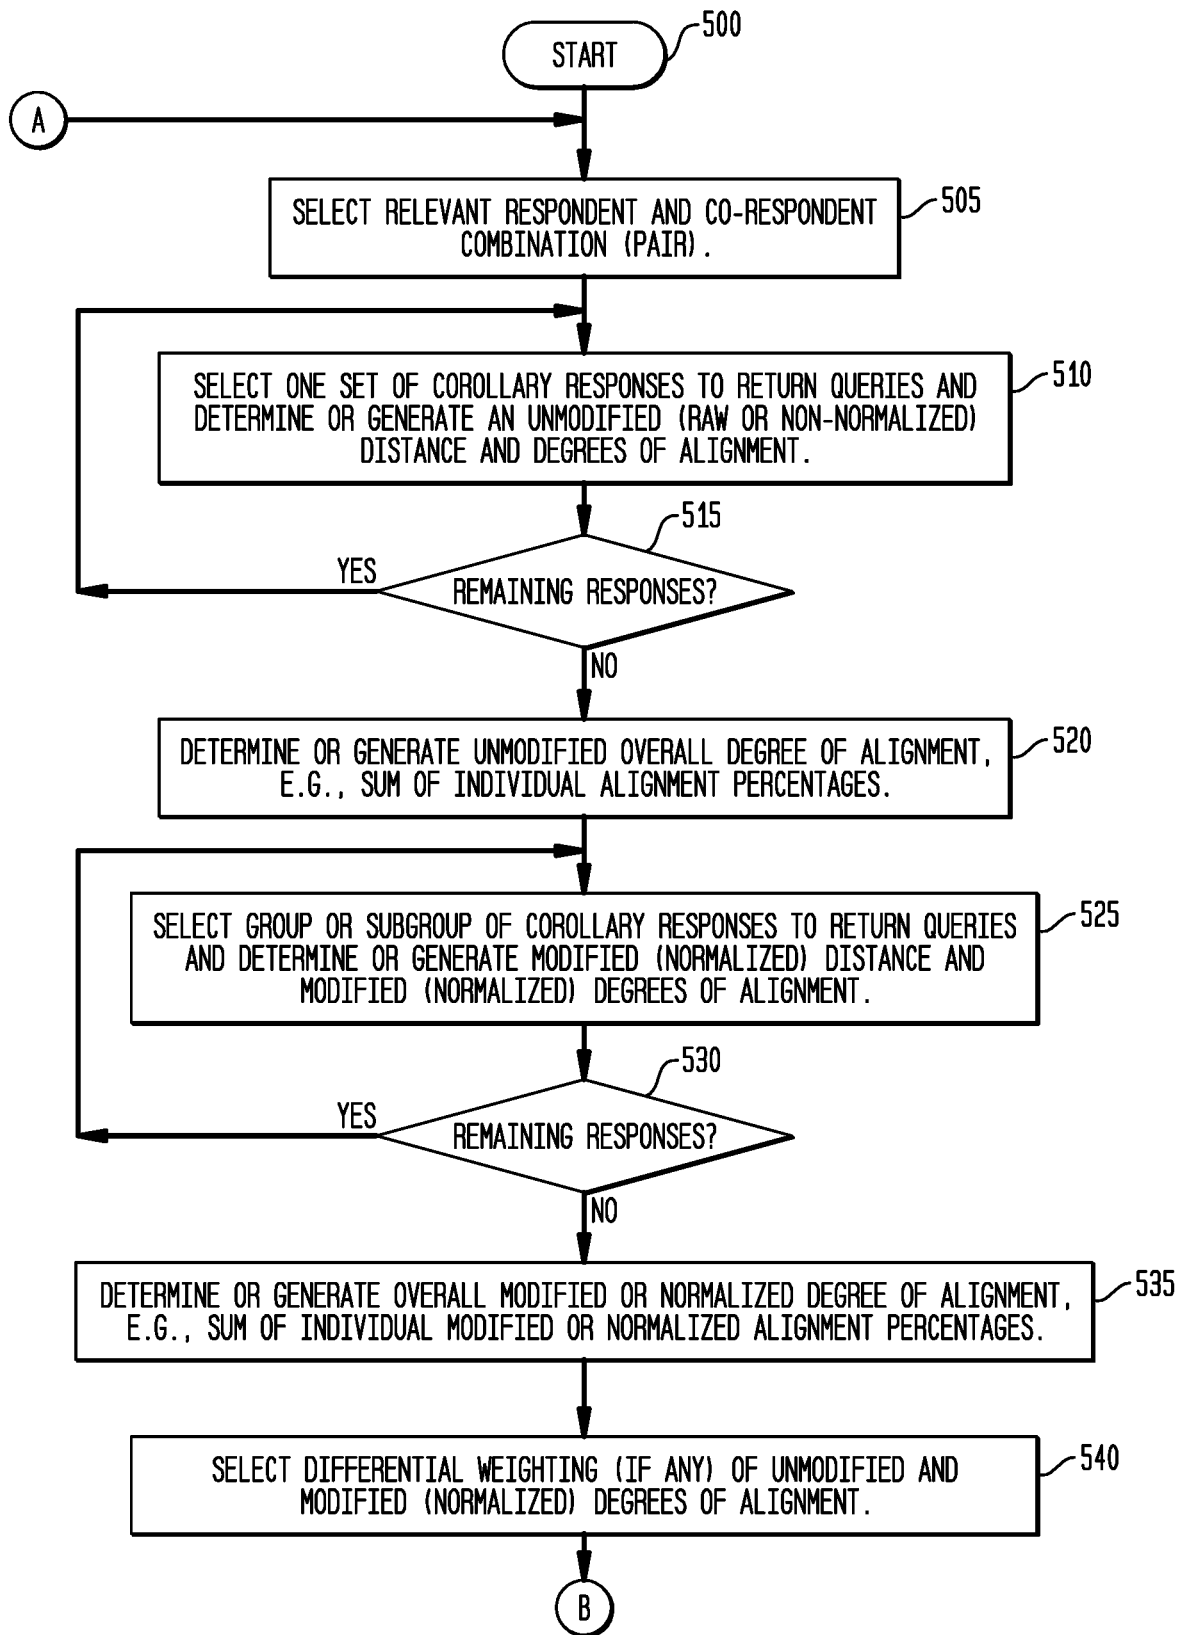 500
START
A
505
SELECT RELEVANT RESPONDENT AND CO-RESPONDENT
COMBINATION (PAIR).
510
SELECT ONE SET OF COROLLARY RESPONSES TO RETURN QUERIES AND
DETERMINE OR GENERATE AN UNMODIFIED (RAW OR NON-NORMALIZED)
DISTANCE AND DEGREES OF ALIGNMENT.
515
YES
REMAINING RESPONSES?
NO
520
DETERMINE OR GENERATE UNMODIFIED OVERALL DEGREE OF ALIGNMENT,
E.G., SUM OF INDIVIDUAL ALIGNMENT PERCENTAGES.
525
SELECT GROUP OR SUBGROUP OF COROLLARY RESPONSES TO RETURN QUERIES
AND DETERMINE OR GENERATE MODIFIED (NORMALIZED) DISTANCE AND
MODIFIED (NORMALIZED) DEGREES OF ALIGNMENT.
530
YES
REMAINING RESPONSES?
NO
535
DETERMINE OR GENERATE OVERALL MODIFIED OR NORMALIZED DEGREE OF ALIGNMENT,
E.G., SUM OF INDIVIDUAL MODIFIED OR NORMALIZED ALIGNMENT PERCENTAGES.
540
SELECT DIFFERENTIAL WEIGHTING (IF ANY) OF UNMODIFIED AND
MODIFIED (NORMALIZED) DEGREES OF ALIGNMENT.
B